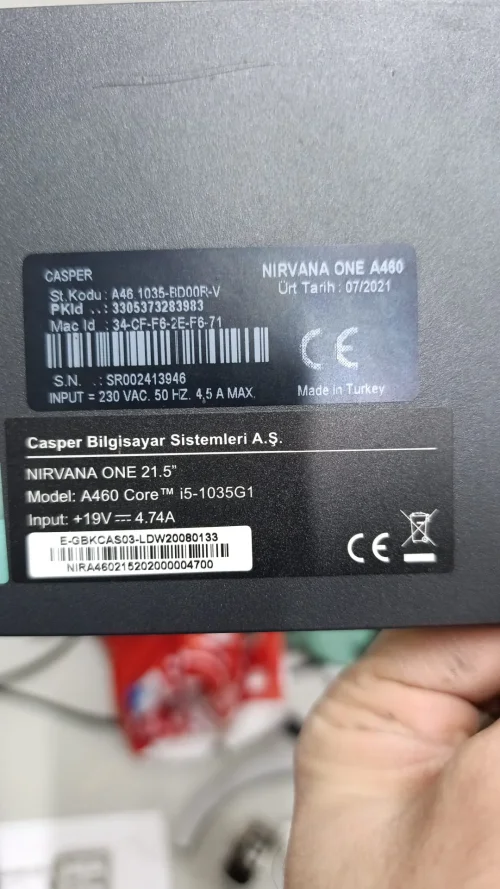 CASPER
NIRVANA ONE A460
St.Kodu : A46.1035-BD00R-V
Ürt Tarih : 07/2021
PKId ..: 3305373283983
Mac Id : 34-CF-F6-2E-F6-71
CE
S.N. .: SR002413946
Made in Turkey
INPUT = 230 VAC. 50 HZ. 4,5 A MAX.
Casper Bilgisayar Sistemleri A.Ş.
NIRVANA ONE 21.5"
Model: A460 Core™ i5-1035G1
Input: +19V⎓ 4.74A
E-GBKCAS03-LDW20080133
CE
NIRA460215202000004700